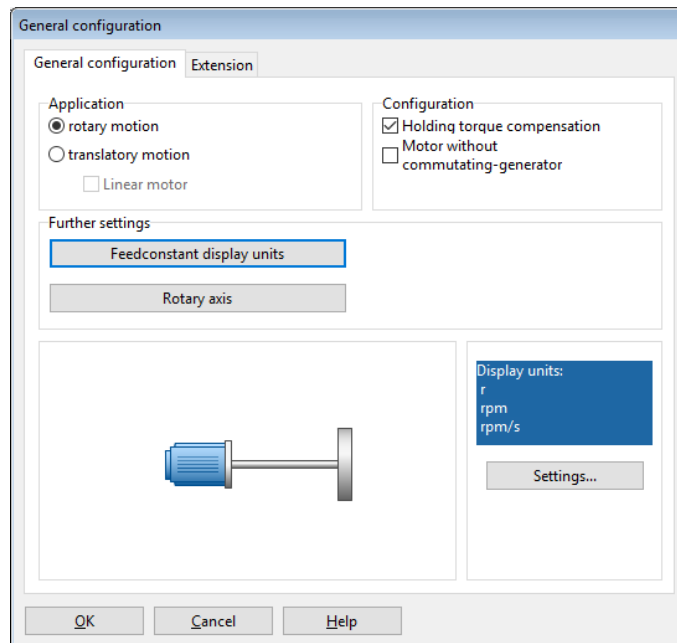 General configuration
General configuration
Extension
Application
rotary motion
translatory motion
Linear motor
Configuration
Holding torque compensation
Motor without
commutating-generator
Further settings
Feedconstant display units
Rotary axis
Display units:
r
rpm
rpm/s
Settings...
OK
Cancel
Help